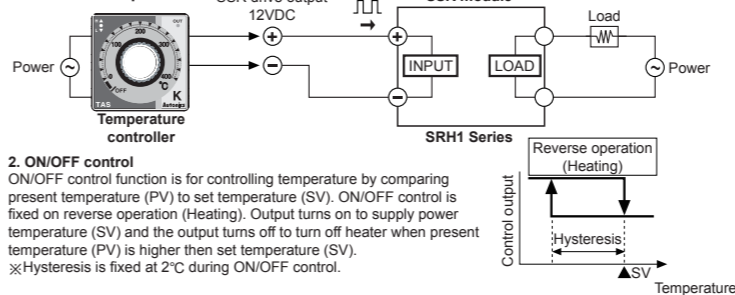 SSR drive output
12VDC
SSR Module
Load
Power
H
L
OUT
0
100
200
300
400
°C
OFF
TAS
K
Autonics
INPUT
LOAD
Power
Temperature
controller
SRH1 Series
2. ON/OFF control
ON/OFF control function is for controlling temperature by comparing
present temperature (PV) to set temperature (SV). ON/OFF control is
fixed on reverse operation (Heating). Output turns on to supply power
temperature (SV) and the output turns off to turn off heater when present
temperature (PV) is higher then set temperature (SV).
※Hysteresis is fixed at 2℃ during ON/OFF control.
Reverse operation
(Heating)
Control output
Hysteresis
▲SV
Temperature